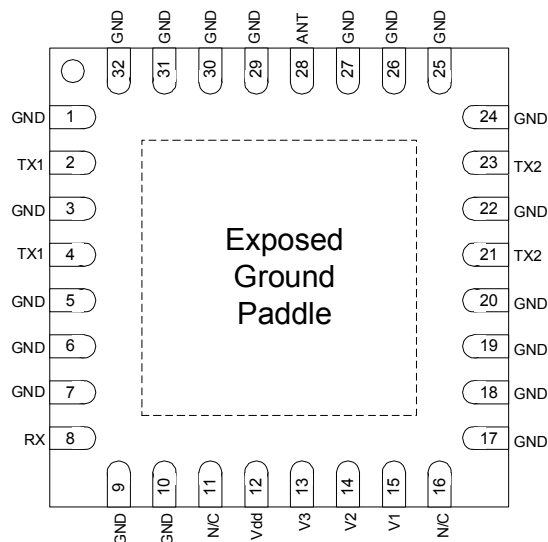 GND GND GND GND ANT GND GND GND
32 31 30 29 28 27 26 25
GND 1 24 GND
TX1 2 23 TX2
GND 3 22 GND
TX1 4 21 TX2
GND 5 20 GND
GND 6 19 GND
GND 7 18 GND
RX 8 17 GND
Exposed
Ground
Paddle
9 10 11 12 13 14 15 16
GND GND N/C Vdd V3 V2 V1 N/C